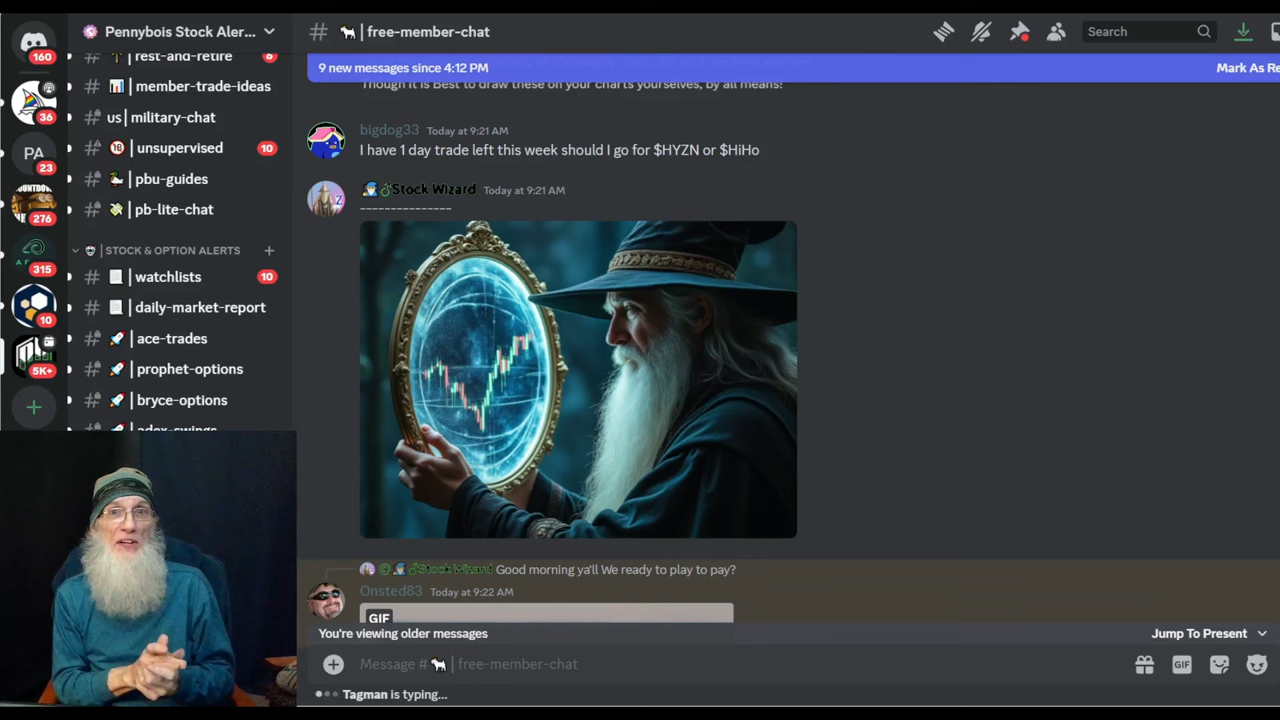 160
36
PA
23
276
315
10
5K+
Pennybois Stock Aler...
rest-and-retire
6
# | member-trade-ideas
us | military-chat
# | unsupervised
10
# | pbu-guides
# | pb-lite-chat
| STOCK & OPTION ALERTS
# | watchlists
10
# | daily-market-report
# | ace-trades
# | prophet-options
# | bryce-options
adex-swings
# | free-member-chat
Search
9 new messages since 4:12 PM
Mark As Re
Though it is Best to draw these on your charts yourselves, by all means!
bigdog33 Today at 9:21 AM
I have 1 day trade left this week should I go for $HYZN or $HiHo
Stock Wizard Today at 9:21 AM
---------------
Z
@ Stock Wizard Good morning ya'll We ready to play to pay?
Onsted83 Today at 9:22 AM
GIF
You're viewing older messages
Jump To Present
Message # | free-member-chat
GIF
Tagman is typing...